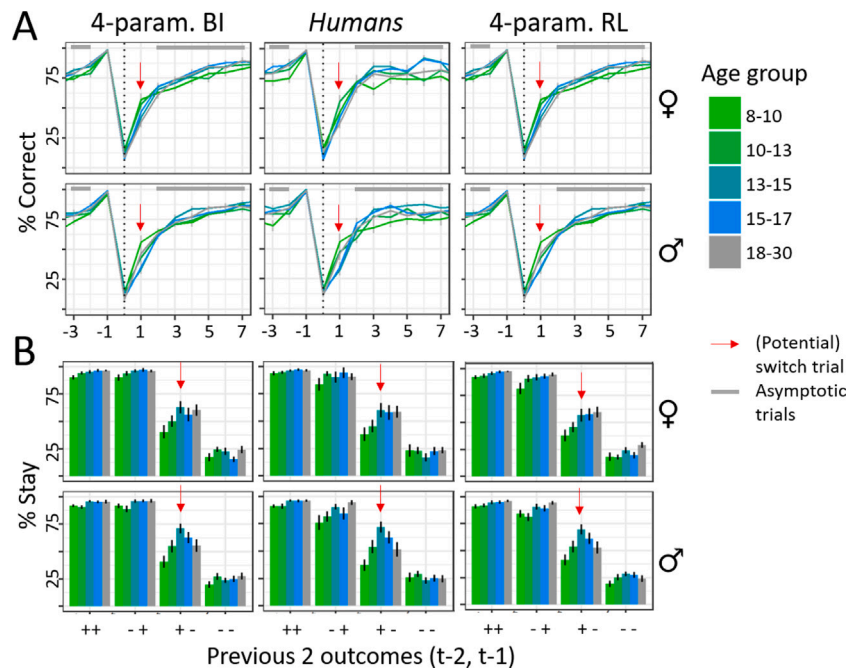 A
4-param. BI
Humans
4-param. RL
% Correct
75
25
♀
75
25
♂
-3 -1 1 3 5 7
-3 -1 1 3 5 7
-3 -1 1 3 5 7
Age group
8-10
10-13
13-15
15-17
18-30
(Potential)
switch trial
Asymptotic
trials
B
% Stay
75
25
♀
75
25
♂
++ - + + - - -
++ - + + - - -
++ - + + - - -
Previous 2 outcomes (t-2, t-1)